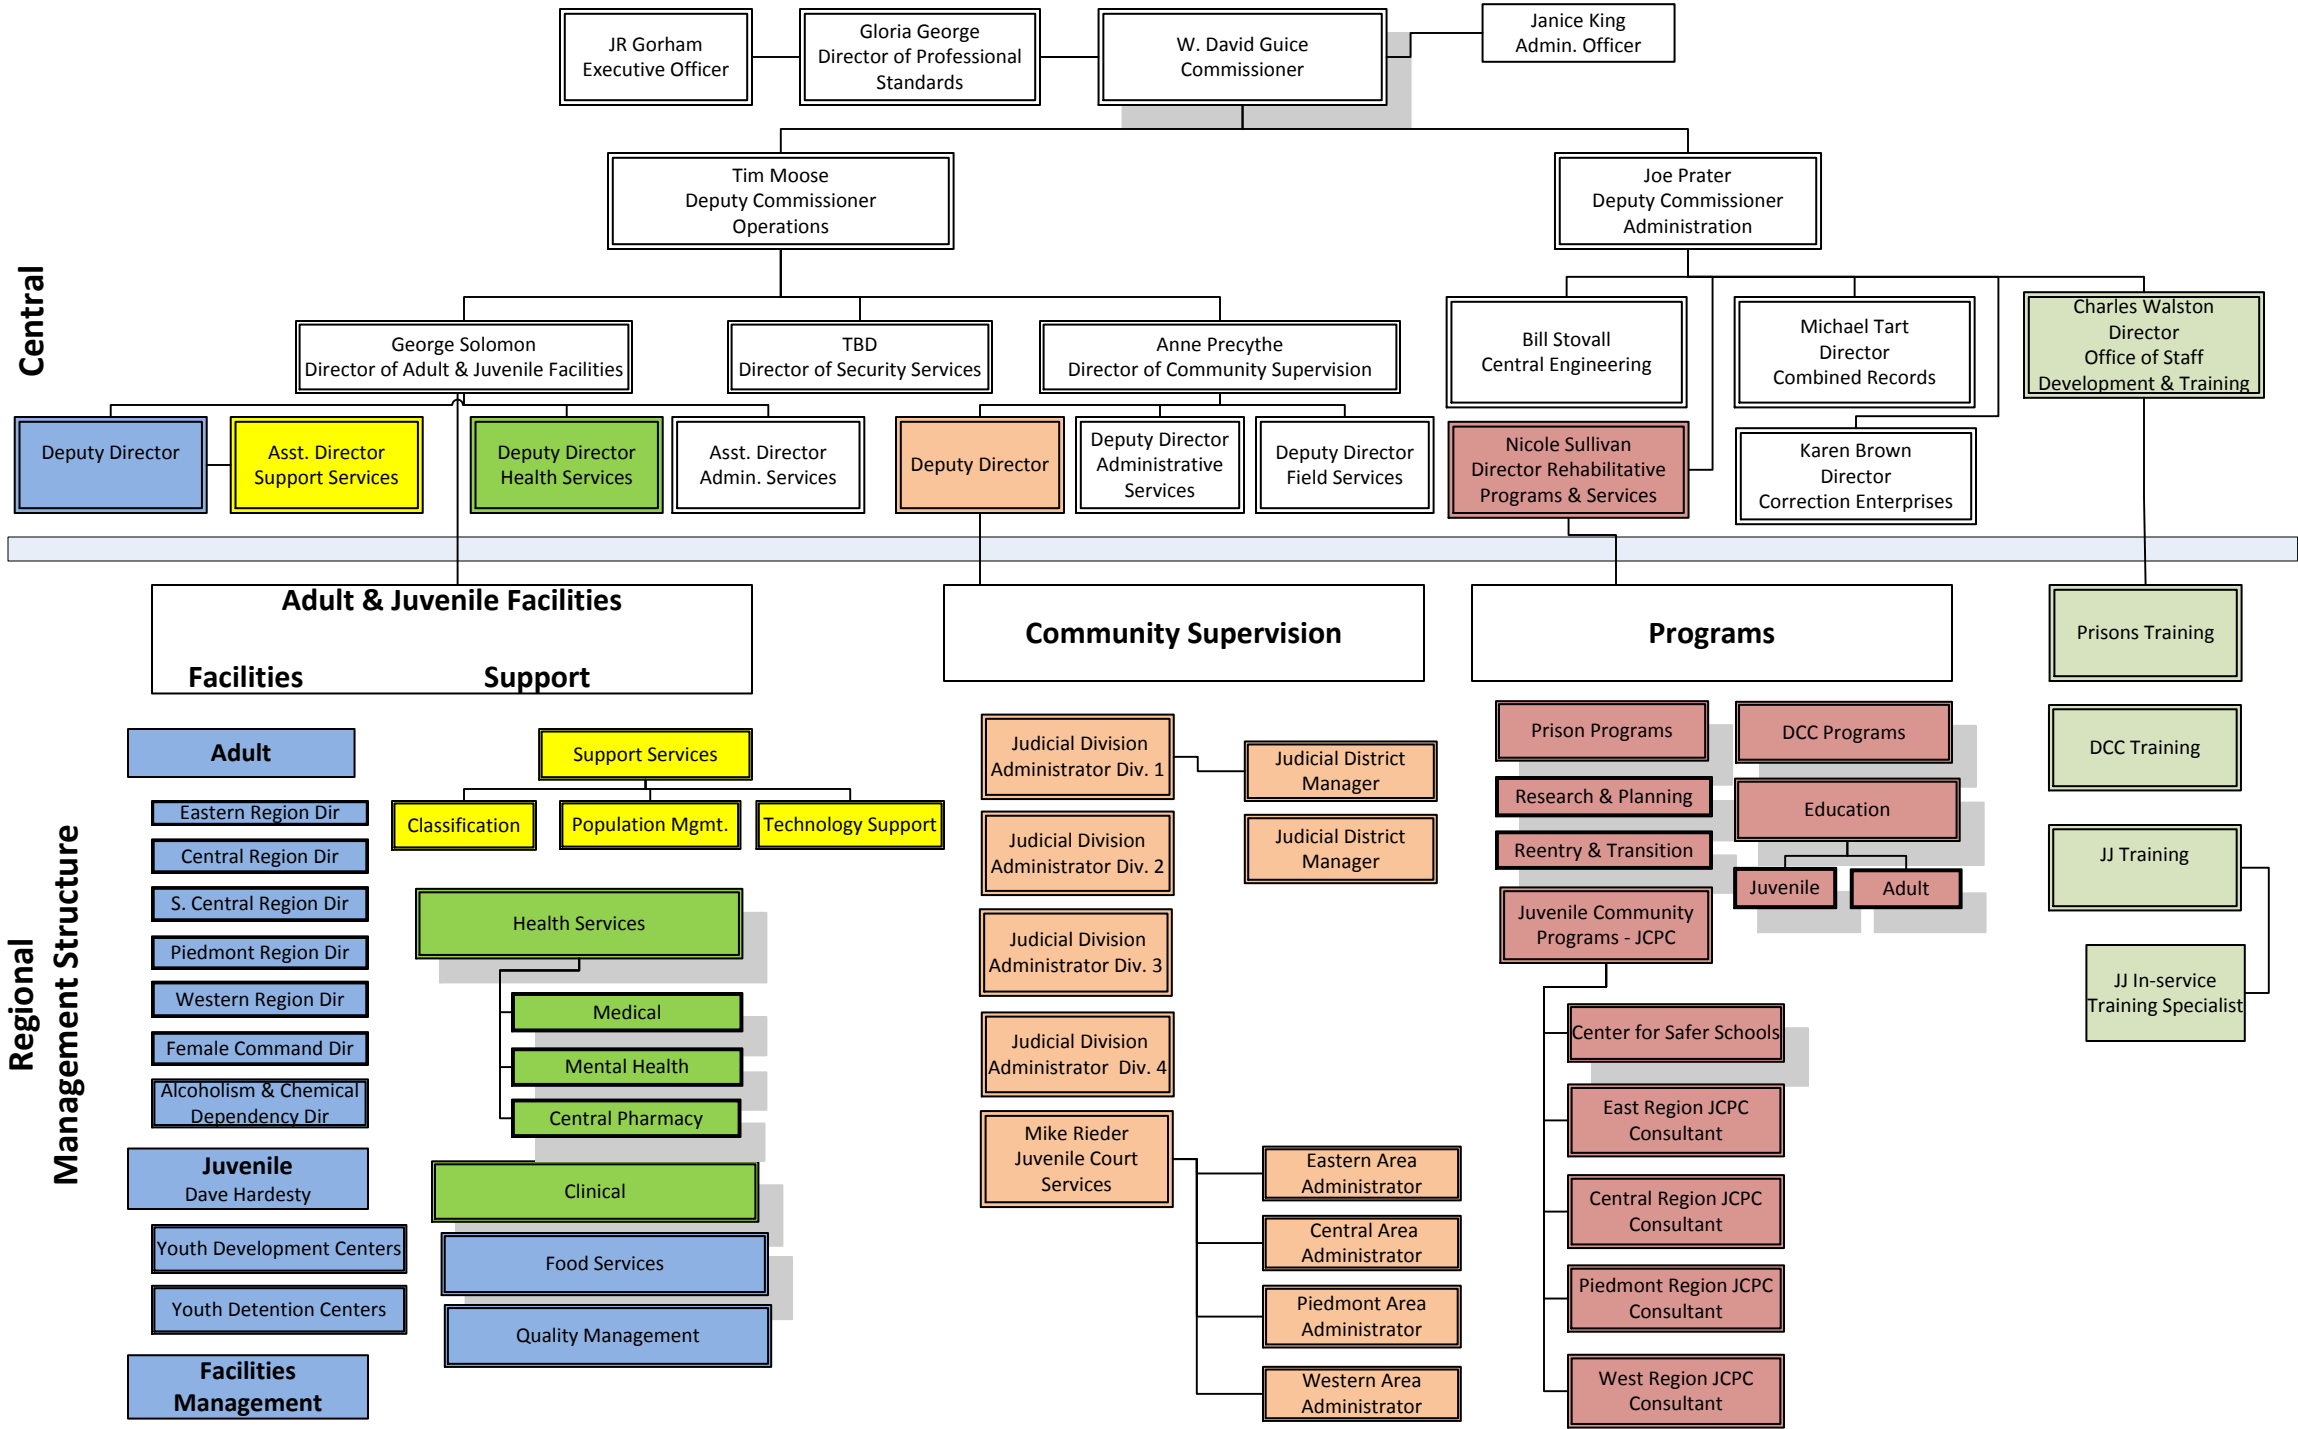 JR Gorham
Executive Officer
Gloria George
Director of Professional
Standards
W. David Guice
Commissioner
Janice King
Admin. Officer
Tim Moose
Deputy Commissioner
Operations
Joe Prater
Deputy Commissioner
Administration
Central
George Solomon
Director of Adult & Juvenile Facilities
TBD
Director of Security Services
Anne Precythe
Director of Community Supervision
Bill Stovall
Central Engineering
Michael Tart
Director
Combined Records
Charles Walston
Director
Office of Staff
Development & Training
Deputy Director
Asst. Director
Support Services
Deputy Director
Health Services
Asst. Director
Admin. Services
Deputy Director
Deputy Director
Administrative
Services
Deputy Director
Field Services
Nicole Sullivan
Director Rehabilitative
Programs & Services
Karen Brown
Director
Correction Enterprises
Regional
Management Structure
Adult & Juvenile Facilities
Facilities Support
Adult
Eastern Region Dir
Central Region Dir
S. Central Region Dir
Piedmont Region Dir
Western Region Dir
Female Command Dir
Alcoholism & Chemical
Dependency Dir
Juvenile
Dave Hardesty
Youth Development Centers
Youth Detention Centers
Facilities
Management
Support Services
Classification
Population Mgmt.
Technology Support
Health Services
Medical
Mental Health
Central Pharmacy
Clinical
Food Services
Quality Management
Community Supervision
Judicial Division
Administrator Div. 1
Judicial District
Manager
Judicial Division
Administrator Div. 2
Judicial District
Manager
Judicial Division
Administrator Div. 3
Judicial Division
Administrator  Div. 4
Mike Rieder
Juvenile Court
Services
Eastern Area
Administrator
Central Area
Administrator
Piedmont Area
Administrator
Western Area
Administrator
Programs
Prison Programs
Research & Planning
Reentry & Transition
Juvenile Community
Programs - JCPC
DCC Programs
Education
Juvenile
Adult
Center for Safer Schools
East Region JCPC
Consultant
Central Region JCPC
Consultant
Piedmont Region JCPC
Consultant
West Region JCPC
Consultant
Prisons Training
DCC Training
JJ Training
JJ In-service
Training Specialist